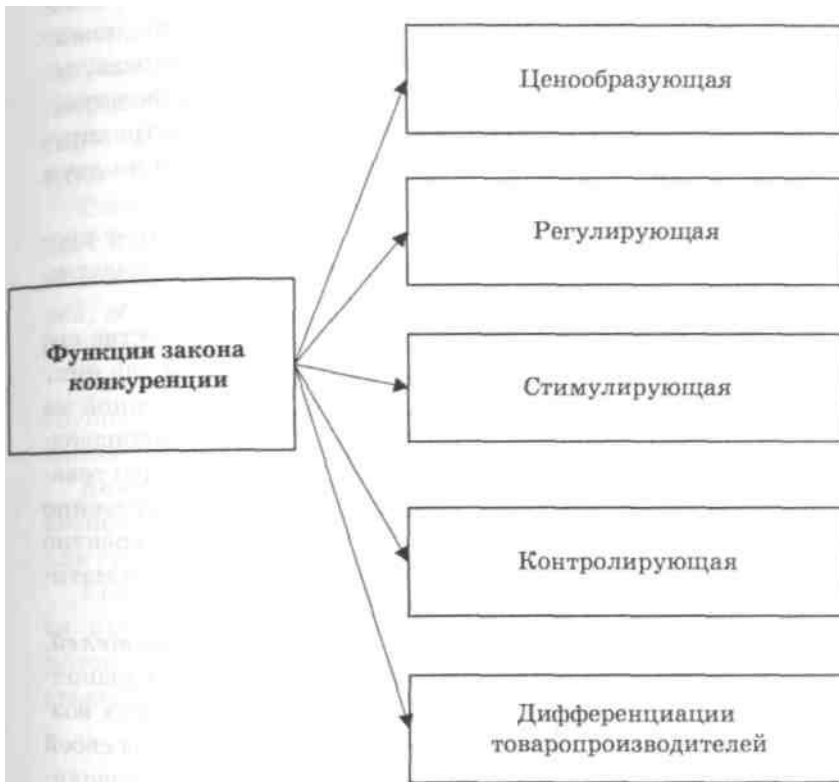 Функции закона
конкуренции
Ценообразующая
Регулирующая
Стимулирующая
Контролирующая
Дифференциации
товаропроизводителей